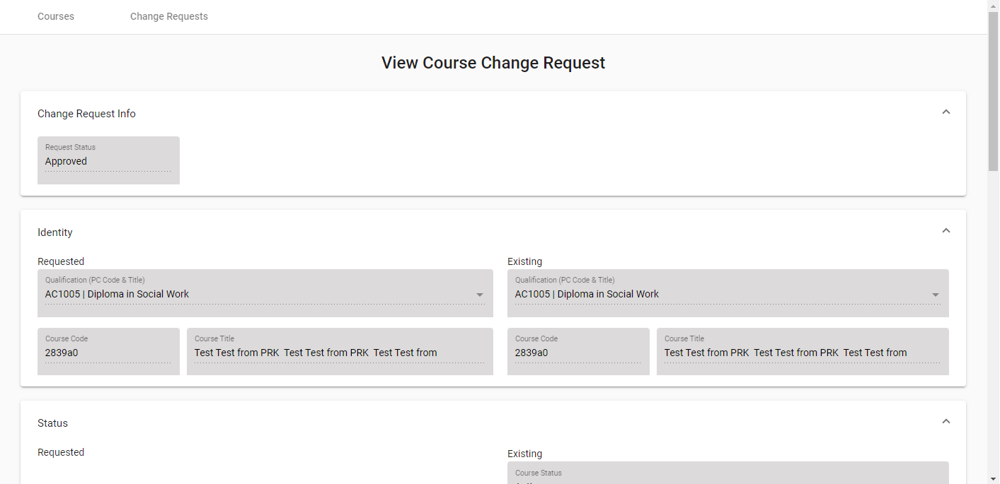 Courses Change Requests
View Course Change Request
Change Request Info
Request Status
Approved
Identity
Requested Existing
Qualification (PC Code & Title) Qualification (PC Code & Title)
AC1005 | Diploma in Social Work AC1005 | Diploma in Social Work
Course Code Course Title Course Code Course Title
2839a0 Test Test from PRK  Test Test from PRK  Test Test from 2839a0 Test Test from PRK  Test Test from PRK  Test Test from
Status
Requested
Existing
Course Status